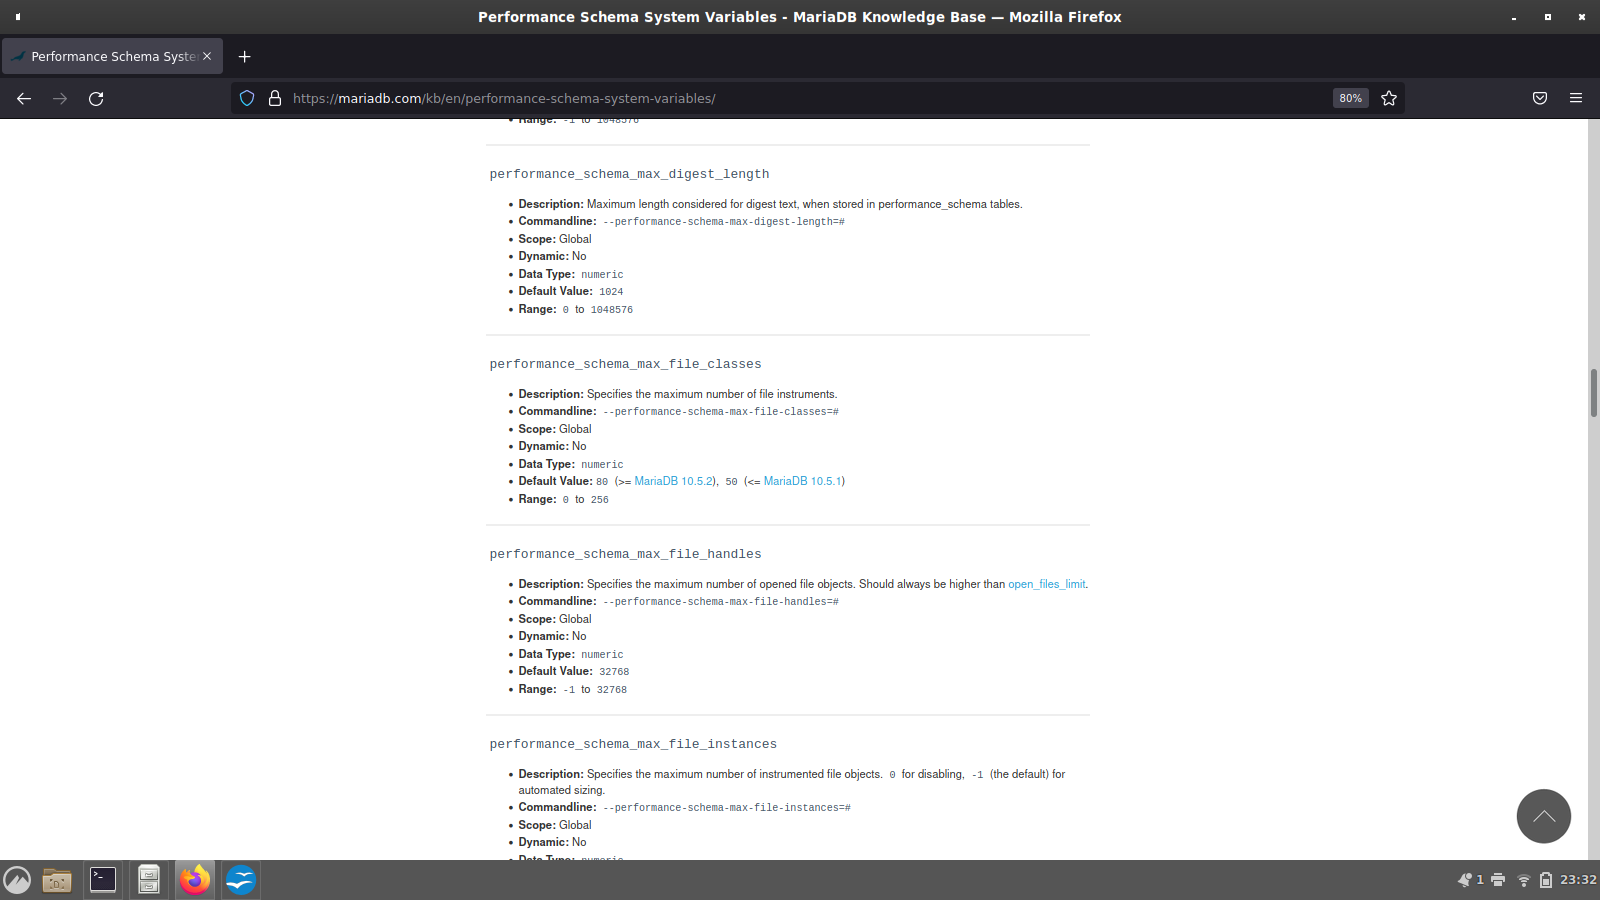 Performance Schema System Variables - MariaDB Knowledge Base — Mozilla Firefox
Performance Schema Syste
https://mariadb.com/kb/en/performance-schema-system-variables/
80%
• Range: -1 to 1048576
performance_schema_max_digest_length
• Description: Maximum length considered for digest text, when stored in performance_schema tables.
• Commandline: --performance-schema-max-digest-length=#
• Scope: Global
• Dynamic: No
• Data Type: numeric
• Default Value: 1024
• Range: 0 to 1048576
performance_schema_max_file_classes
• Description: Specifies the maximum number of file instruments.
• Commandline: --performance-schema-max-file-classes=#
• Scope: Global
• Dynamic: No
• Data Type: numeric
• Default Value: 80 (>= MariaDB 10.5.2), 50 (<= MariaDB 10.5.1)
• Range: 0 to 256
performance_schema_max_file_handles
• Description: Specifies the maximum number of opened file objects. Should always be higher than open_files_limit.
• Commandline: --performance-schema-max-file-handles=#
• Scope: Global
• Dynamic: No
• Data Type: numeric
• Default Value: 32768
• Range: -1 to 32768
performance_schema_max_file_instances
• Description: Specifies the maximum number of instrumented file objects. 0 for disabling, -1 (the default) for
automated sizing.
• Commandline: --performance-schema-max-file-instances=#
• Scope: Global
• Dynamic: No
• Data Type: numeric
1
23:32